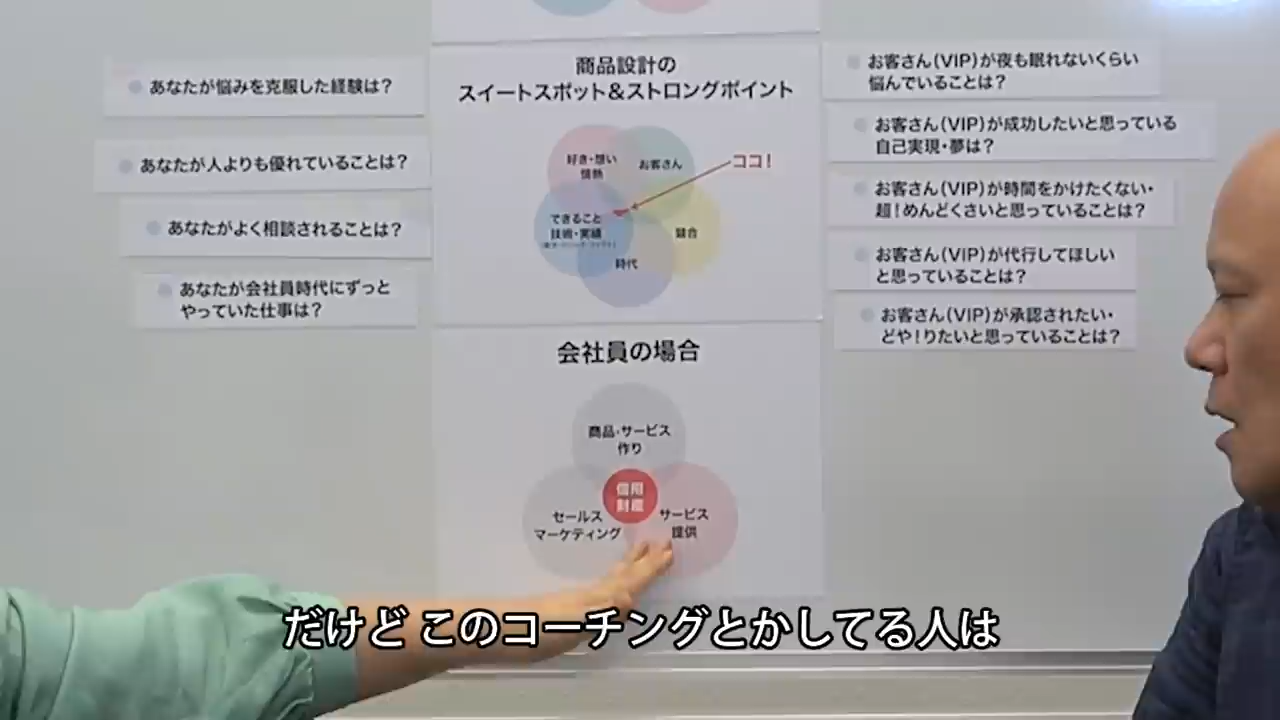 商品設計の
スイートスポット&ストロングポイント
あなたが悩みを克服した経験は?
あなたが人よりも優れていることは?
あなたがよく相談されることは?
あなたが会社員時代にずっと
やっていた仕事は?
好き・想い
情熱
お客さん
ココ!
できること
技術・実績
競合
時代
お客さん(VIP)が夜も眠れないくらい
悩んでいることは?
お客さん(VIP)が成功したいと思っている
自己実現・夢は?
お客さん(VIP)が時間をかけたくない・
超!めんどくさいと思っていることは?
お客さん(VIP)が代行してほしい
と思っていることは?
お客さん(VIP)が承認されたい・
どや!りたいと思っていることは?
会社員の場合
商品・サービス
作り
信用
財産
セールス
マーケティング
サービス
提供
だけど このコーチングとかしてる人は